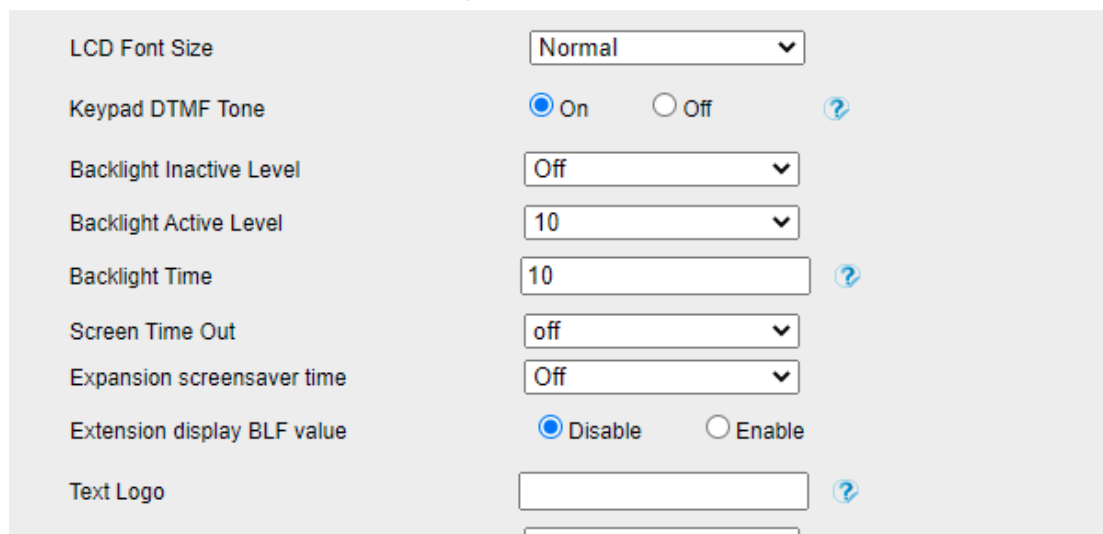 LCD Font Size Normal
Keypad DTMF Tone On Off
Backlight Inactive Level Off
Backlight Active Level 10
Backlight Time 10
Screen Time Out off
Expansion screensaver time Off
Extension display BLF value Disable Enable
Text Logo